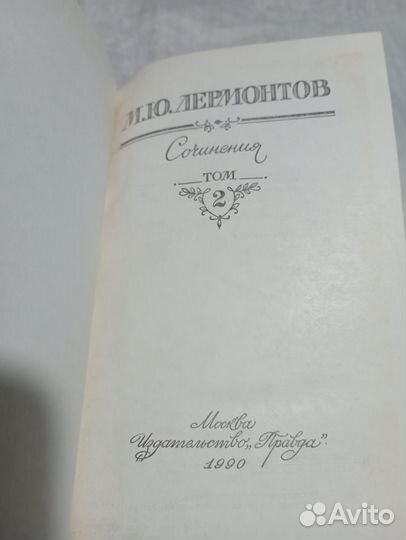 М.Ю. ЛЕРМОНТОВ
Сочинения
ТОМ
2
Москва
Издательство „Правда".
1990
Avito